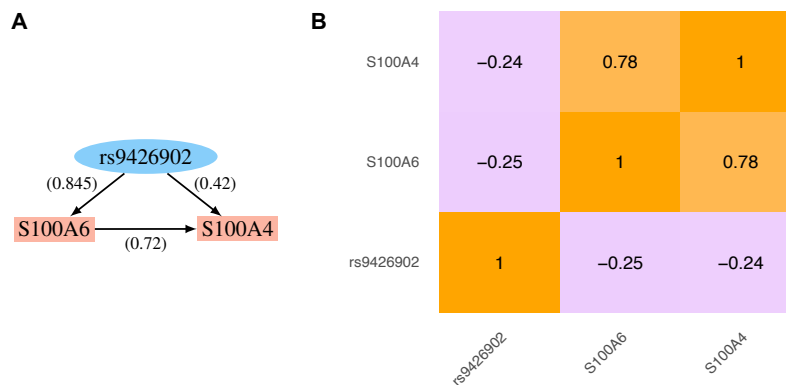 A
rs9426902
(0.845)
(0.42)
S100A6
S100A4
(0.72)
B
S100A4
−0.24
0.78
1
S100A6
−0.25
1
0.78
rs9426902
1
−0.25
−0.24
rs9426902
S100A6
S100A4